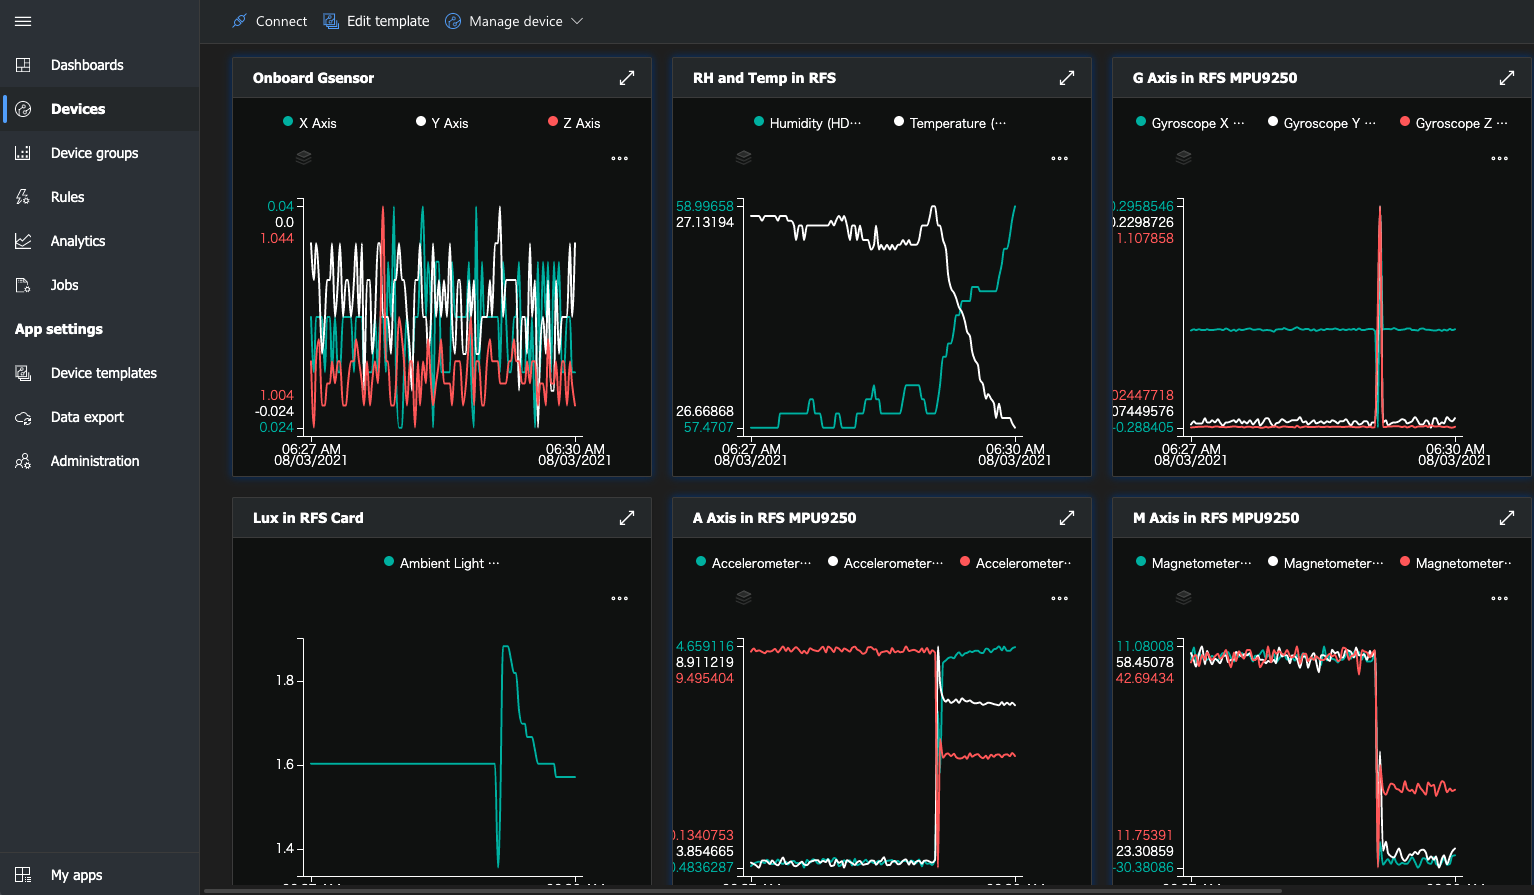 Connect Edit template Manage device
Dashboards
Devices
Device groups
Rules
Analytics
Jobs
App settings
Device templates
Data export
Administration
My apps
Onboard Gsensor
X Axis Y Axis Z Axis
0.04
0.0
1.044
1.004
-0.024
0.024
06:27 AM 06:30 AM
08/03/2021 08/03/2021
RH and Temp in RFS
Humidity (HD··· Temperature (···
58.99658
27.13194
26.66868
57.4707
06:27 AM 06:30 AM
08/03/2021 08/03/2021
G Axis in RFS MPU9250
Gyroscope X ··· Gyroscope Y ··· Gyroscope Z ···
0.2958546
0.2298726
1.107858
02447718
07449576
-0.288405
06:27 AM 06:30 AM
08/03/2021 08/03/2021
Lux in RFS Card
Ambient Light ···
1.8
1.6
1.4
A Axis in RFS MPU9250
Accelerometer··· Accelerometer··· Accelerometer··
4.659116
8.911219
9.495404
0.1340753
3.854665
0.4836287
M Axis in RFS MPU9250
Magnetometer··· Magnetometer··· Magnetometer··
11.08008
58.45078
42.69434
11.75391
23.30859
-30.38086